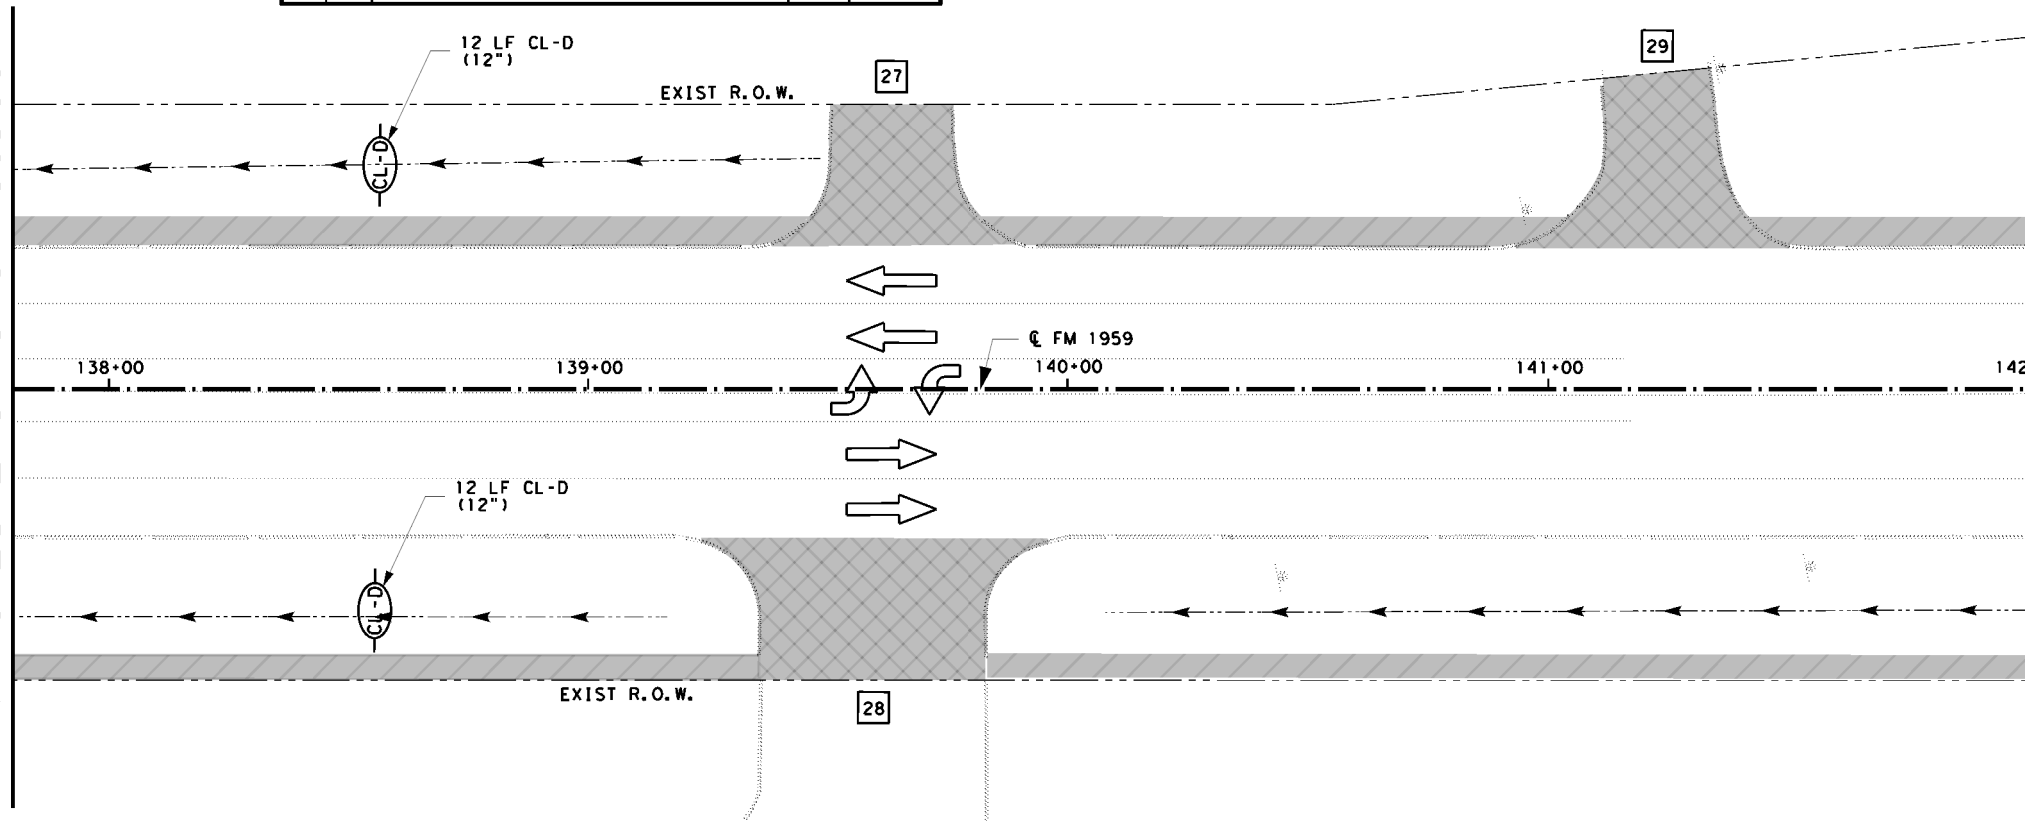 12 LF CL-D
(12")
27
29
EXIST R.O.W.
CL-D
℄ FM 1959
138+00
139+00
140+00
141+00
142
12 LF CL-D
(12")
CL-D
EXIST R.O.W.
28